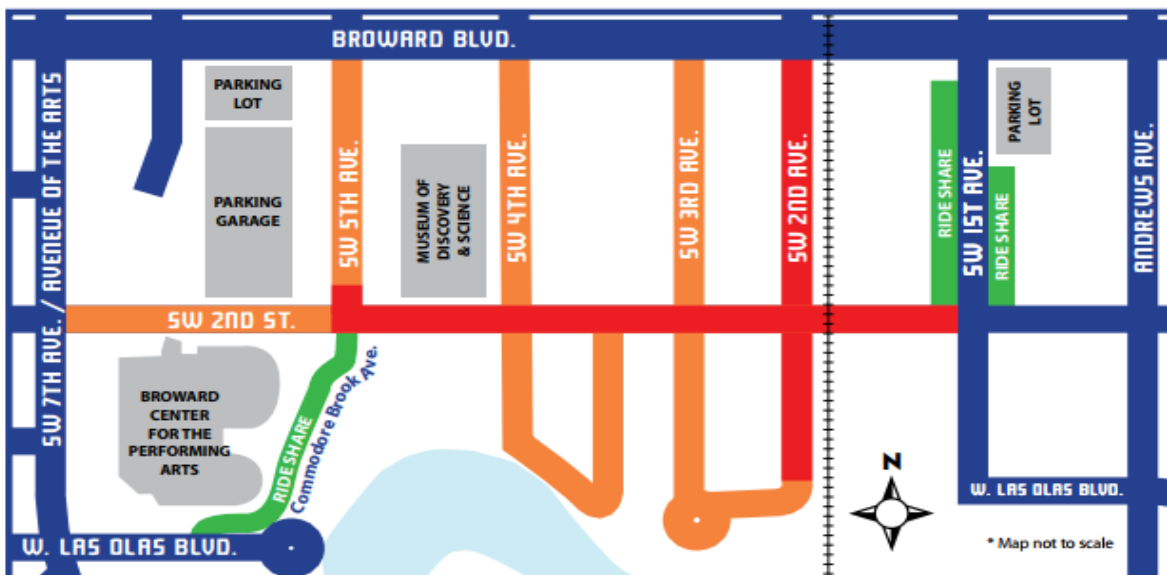 BROWARD BLVD.
SW 7TH AVE. / AVENEUE OF THE ARTS
PARKING
LOT
PARKING
GARAGE
SW 5TH AVE.
MUSEUM OF
DISCOVERY
& SCIENCE
SW 4TH AVE.
SW 3RD AVE.
SW 2ND AVE.
RIDE SHARE
SW 1ST AVE.
PARKING
LOT
RIDE SHARE
ANDREWS AVE.
SW 2ND ST.
BROWARD
CENTER
FOR THE
PERFORMING
ARTS
RIDE SHARE
Commodore Brook Ave.
N
W. LAS OLAS BLVD.
W. LAS OLAS BLVD.
* Map not to scale